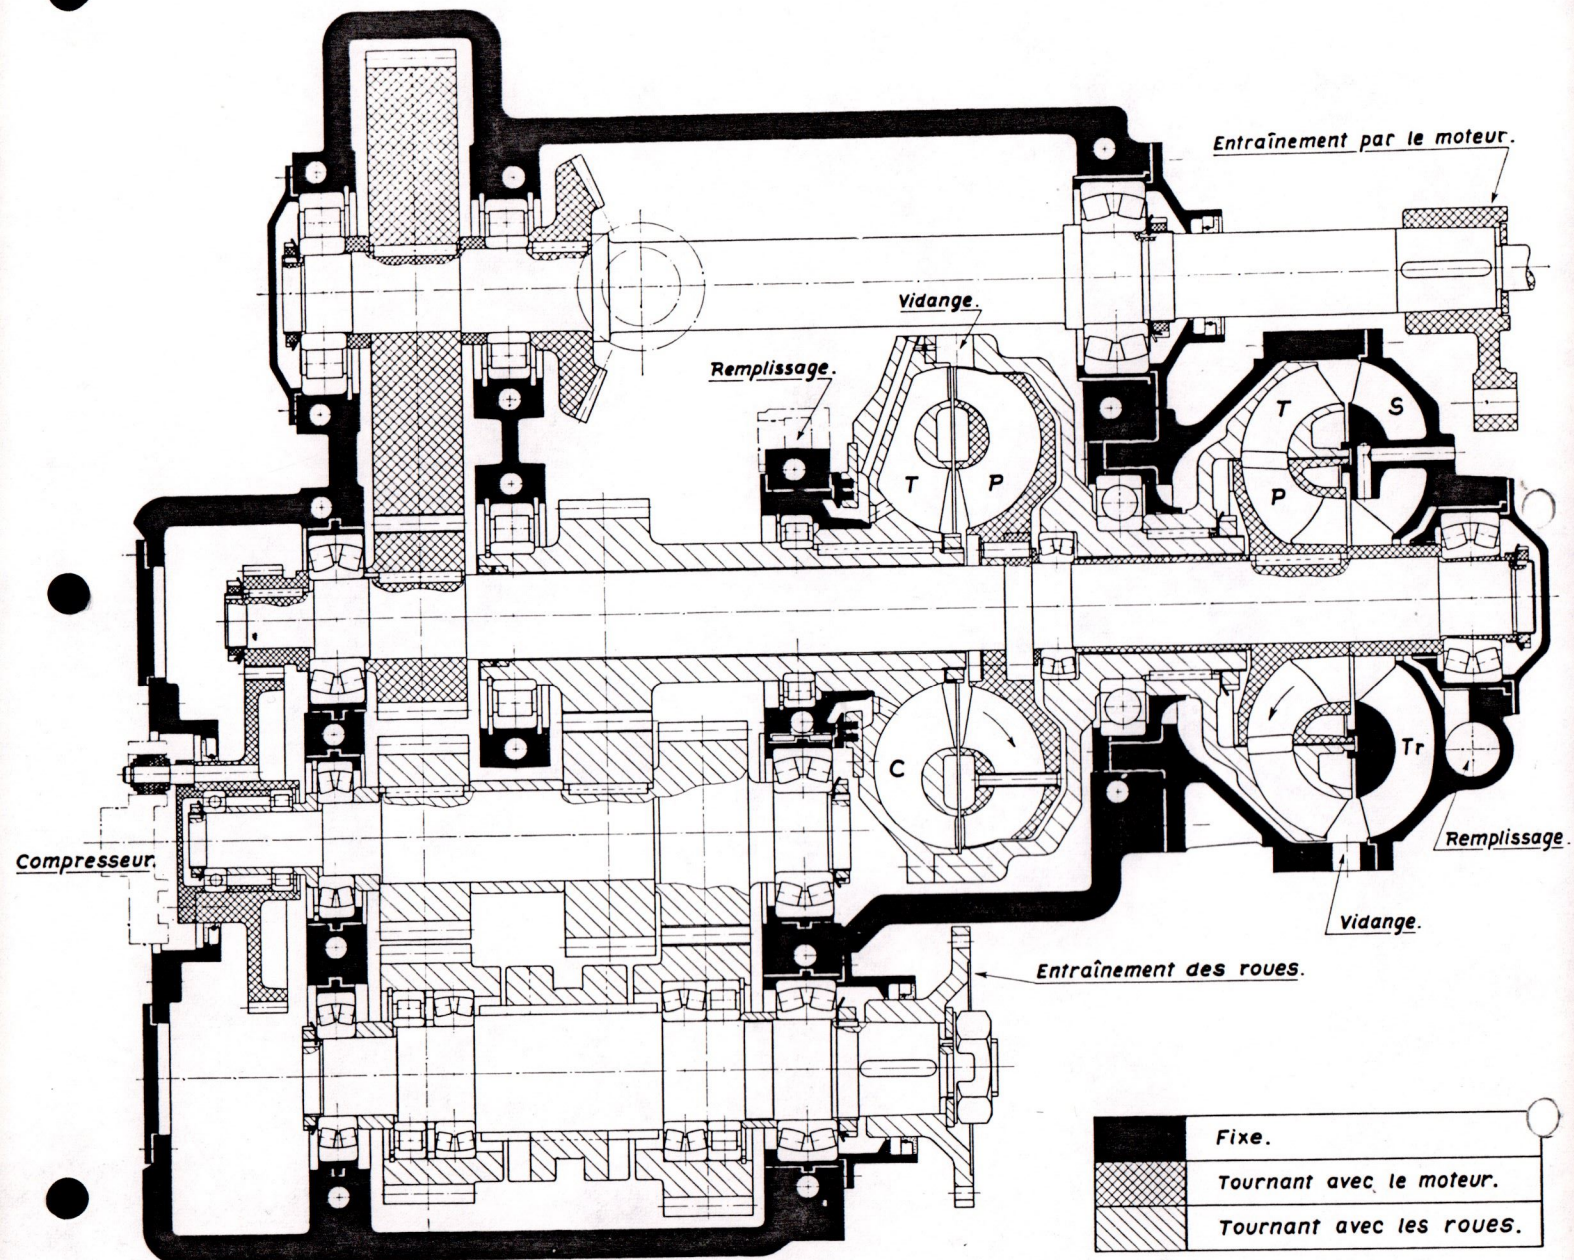 Entraînement par le moteur.
Vidange.
Remplissage.
T
S
P
T
P
C
Tr
Compresseur.
Remplissage.
Vidange.
Entraînement des roues.
Fixe.
Tournant avec le moteur.
Tournant avec les roues.